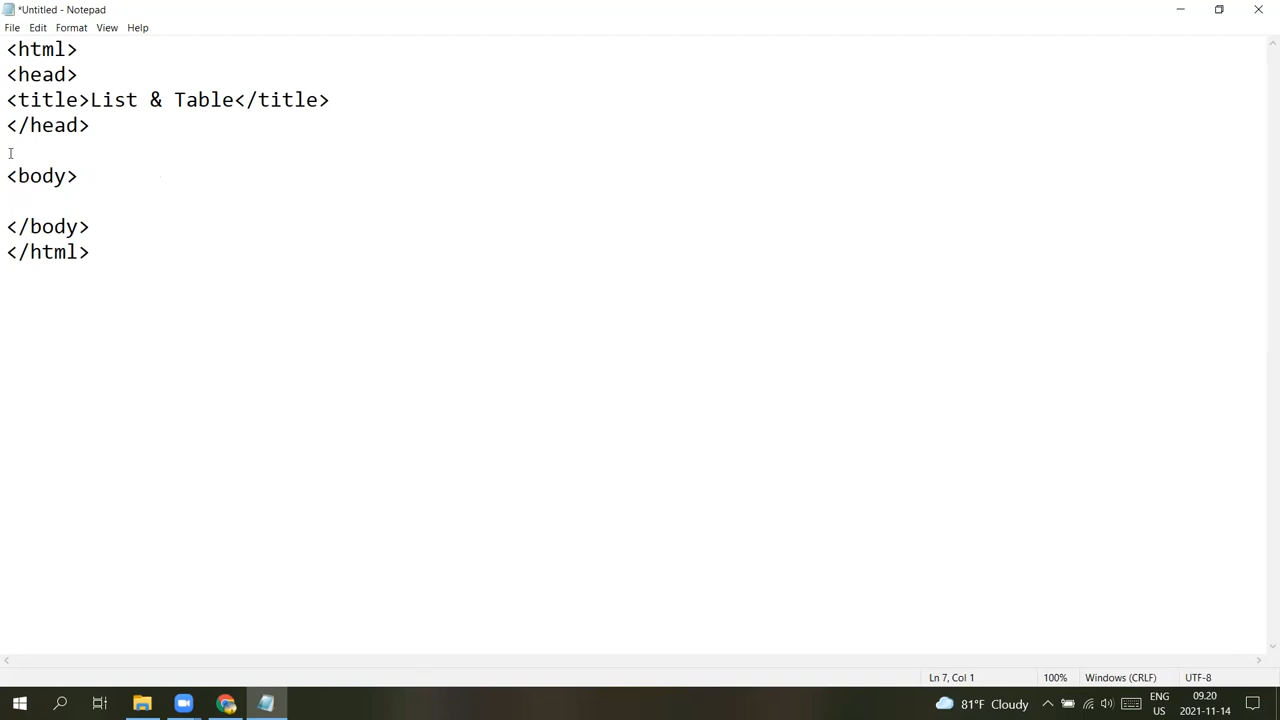 *Untitled - Notepad
File Edit Format View Help
<html>
<head>
<title>List & Table</title>
</head>
<body>
</body>
</html>
Ln 7, Col 1 100% Windows (CRLF) UTF-8
81°F Cloudy ENG 09.20
US 2021-11-14